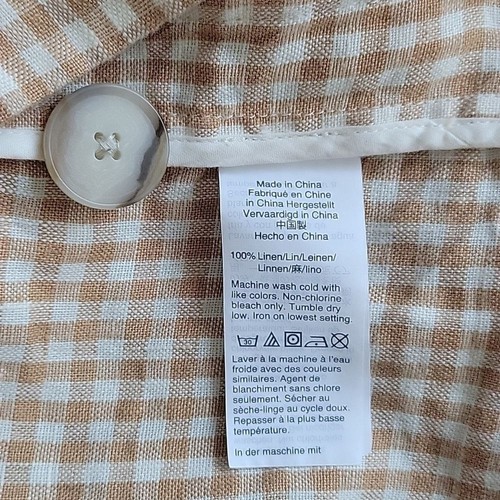 Made in China
Fabriqué en Chine
in China Hergestellt
Vervaardigd in China
中国製
Hecho en China
100% Linen/Lin/Leinen/
Linnen/麻/lino
Machine wash cold with
like colors. Non-chlorine
bleach only. Tumble dry
low. Iron on lowest setting.
30
Laver à la machine à l'eau
froide avec des couleurs
similaires. Agent de
blanchiment sans chlore
seulement. Sécher au
sèche-linge au cycle doux.
Repasser à la plus basse
température.
In der maschine mit